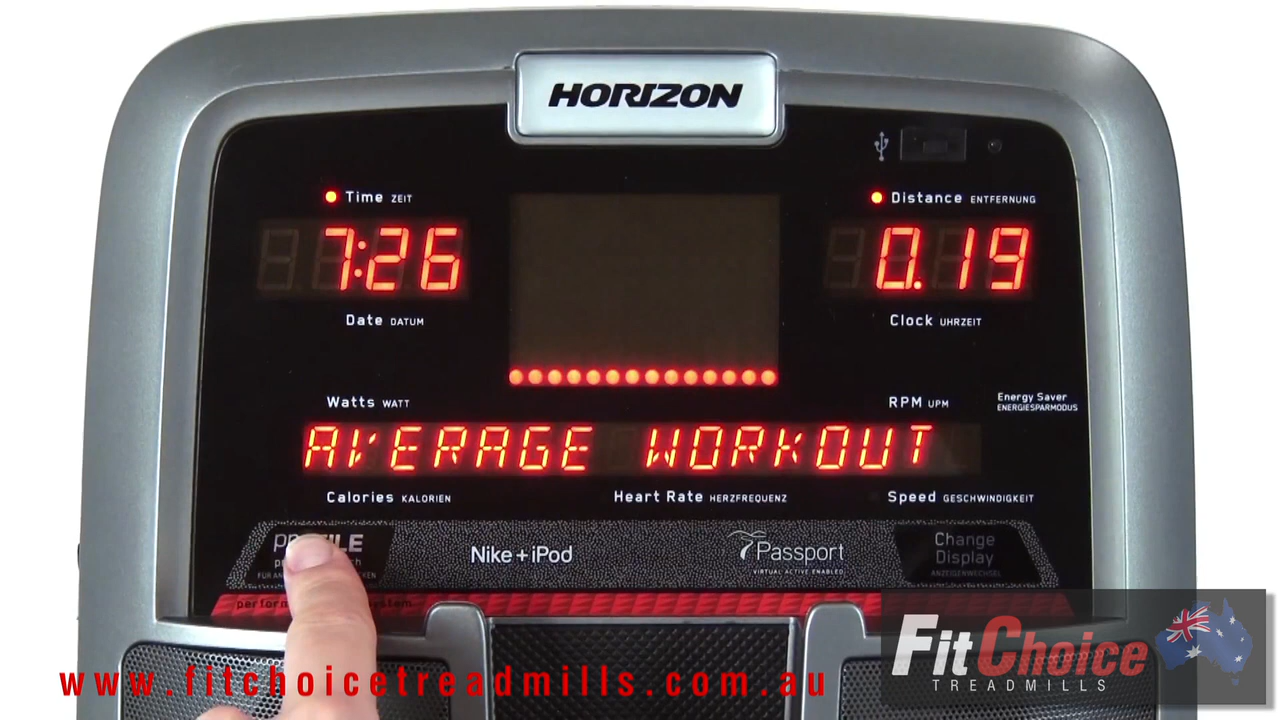 HORIZON
Time ZEIT
Distance ENTFERNUNG
7:26
0.19
Date DATUM
Clock UHRZEIT
Watts WATT
RPM UPM
Energy Saver
ENERGIESPARMODUS
AVERAGE WORKOUT
Calories KALORIEN
Heart Rate HERZFREQUENZ
Speed GESCHWINDIGKEIT
Nike + iPod
Passport
VIRTUAL ACTIVE ENABLED
Change
Display
ANZEIGENWECHSEL
system
FitChoice
TREADMILLS
www.fitchoicetreadmills.com.au